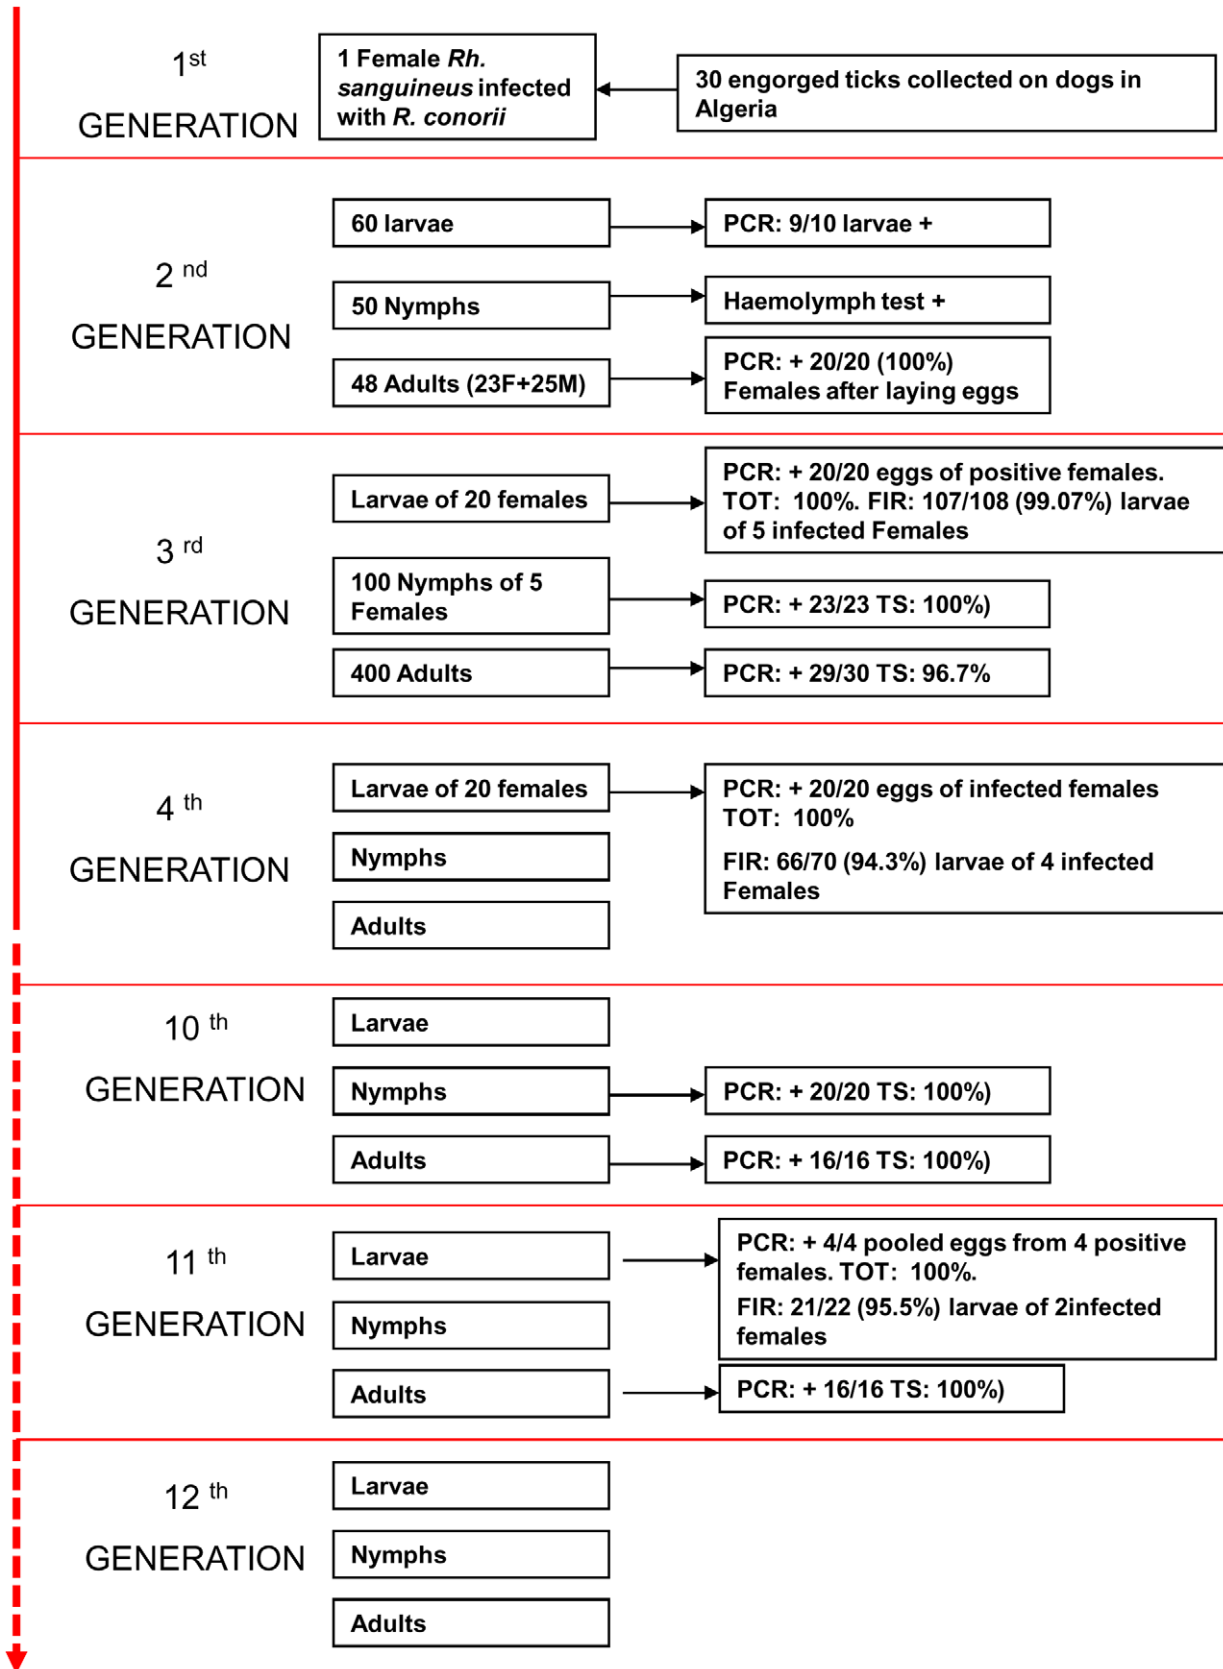 1st
GENERATION
1 Female Rh.
sanguineus infected
with R. conorii
30 engorged ticks collected on dogs in
Algeria
2 nd
GENERATION
60 larvae
PCR: 9/10 larvae +
50 Nymphs
Haemolymph test +
48 Adults (23F+25M)
PCR: + 20/20 (100%)
Females after laying eggs
3 rd
GENERATION
Larvae of 20 females
PCR: + 20/20 eggs of positive females.
TOT: 100%. FIR: 107/108 (99.07%) larvae
of 5 infected Females
100 Nymphs of 5
Females
PCR: + 23/23 TS: 100%)
400 Adults
PCR: + 29/30 TS: 96.7%
4 th
GENERATION
Larvae of 20 females
PCR: + 20/20 eggs of infected females
TOT: 100%
FIR: 66/70 (94.3%) larvae of 4 infected
Females
Nymphs
Adults
10 th
GENERATION
Larvae
Nymphs
PCR: + 20/20 TS: 100%)
Adults
PCR: + 16/16 TS: 100%)
11 th
GENERATION
Larvae
PCR: + 4/4 pooled eggs from 4 positive
females. TOT: 100%.
FIR: 21/22 (95.5%) larvae of 2infected
females
Nymphs
Adults
PCR: + 16/16 TS: 100%)
12 th
GENERATION
Larvae
Nymphs
Adults